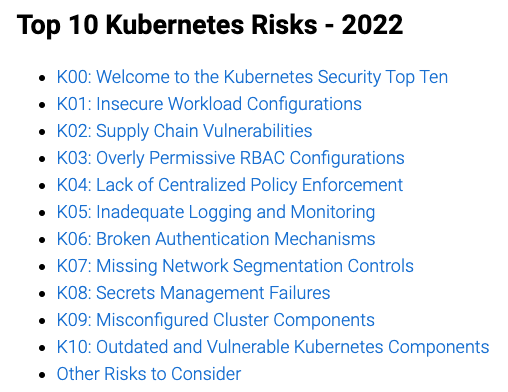 Top 10 Kubernetes Risks - 2022
K00: Welcome to the Kubernetes Security Top Ten
K01: Insecure Workload Configurations
K02: Supply Chain Vulnerabilities
K03: Overly Permissive RBAC Configurations
K04: Lack of Centralized Policy Enforcement
K05: Inadequate Logging and Monitoring
K06: Broken Authentication Mechanisms
K07: Missing Network Segmentation Controls
K08: Secrets Management Failures
K09: Misconfigured Cluster Components
K10: Outdated and Vulnerable Kubernetes Components
Other Risks to Consider